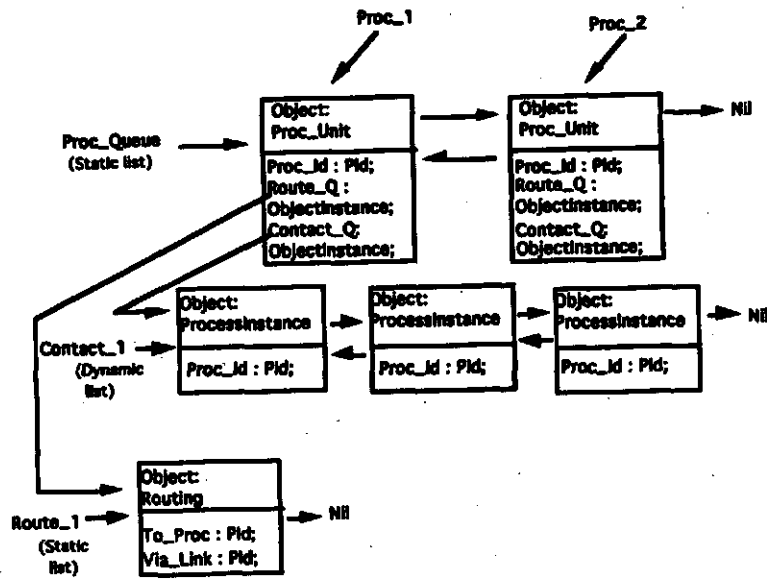 Proc_1
Proc_2
Proc_Queue
(Static list)
Object:
Proc_Unit
Proc_Id : Pid;
Route_Q :
ObjectInstance;
Contact_Q;
ObjectInstance;
Object:
Proc_Unit
Proc_Id : Pid;
Route_Q :
ObjectInstance;
Contact_Q;
ObjectInstance;
Nil
Contact_1
(Dynamic
list)
Object:
ProcessInstance
Proc_Id : Pid;
Object:
ProcessInstance
Proc_Id : Pid;
Object:
ProcessInstance
Proc_Id : Pid;
Nil
Route_1
(Static
list)
Object:
Routing
To_Proc : Pid;
Via_Link : Pid;
Nil